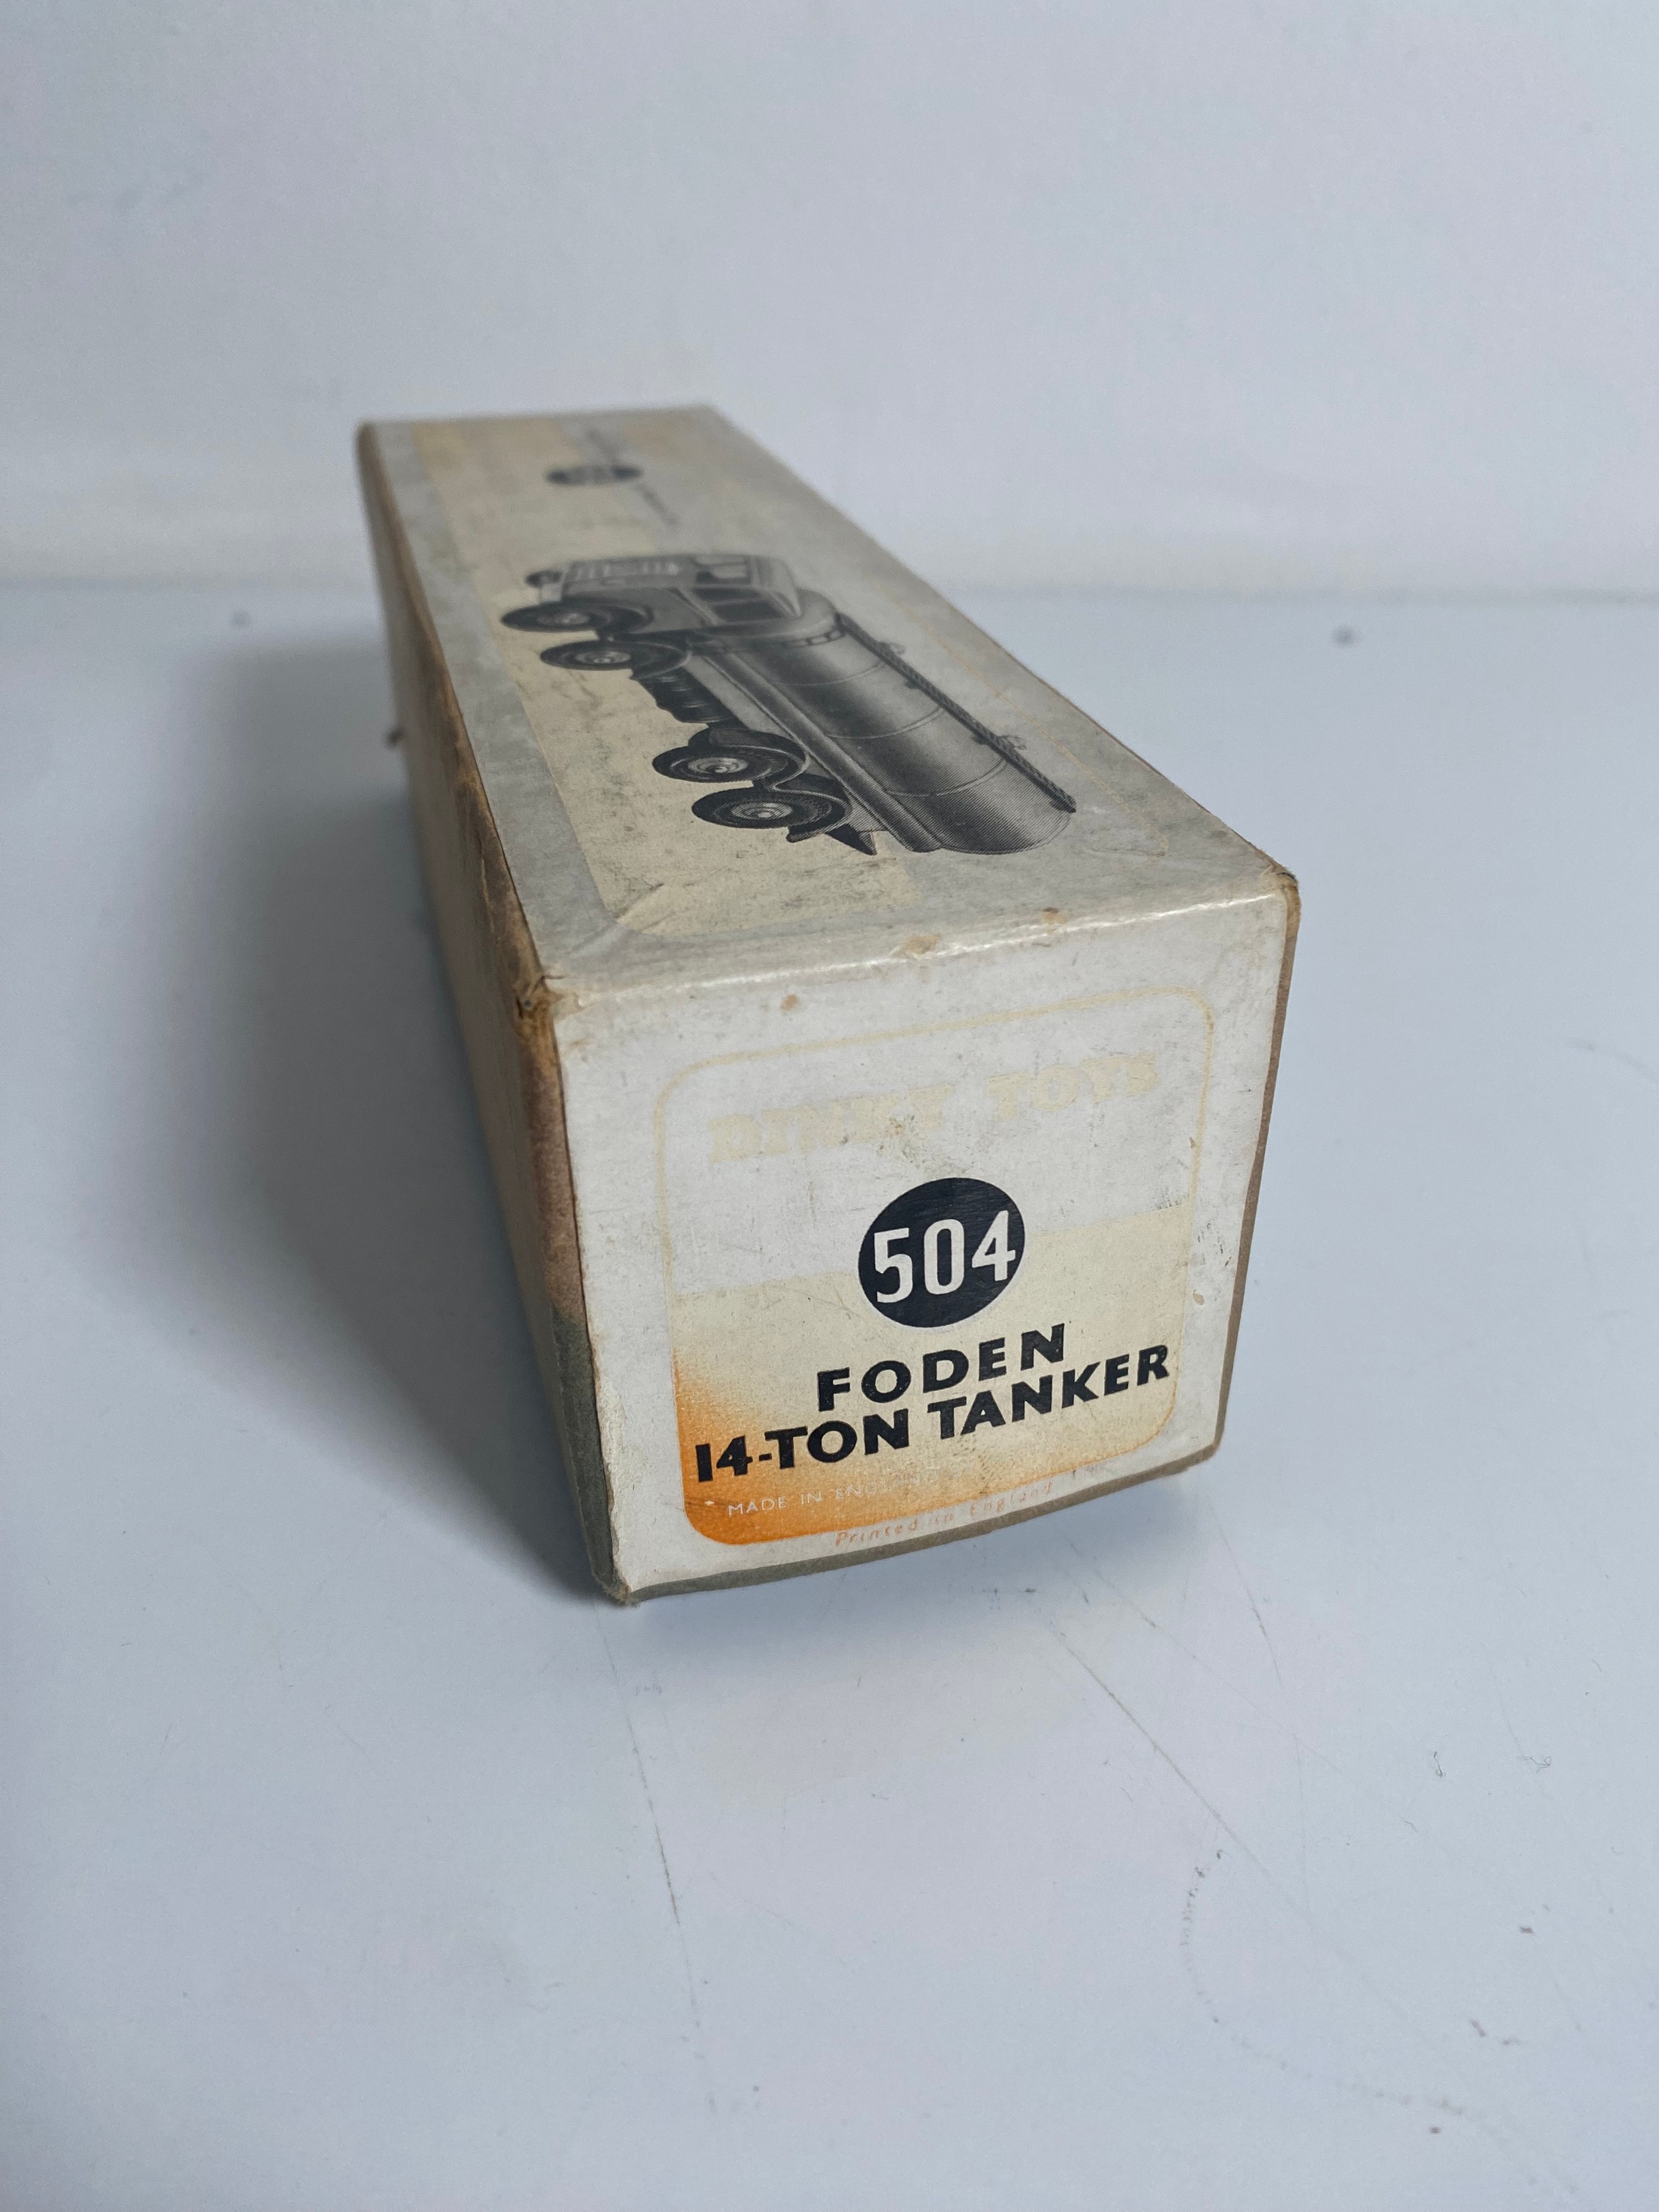 DINKY TOYS
504
FODEN
14-TON TANKER
MADE IN ENGLAND
Printed in England